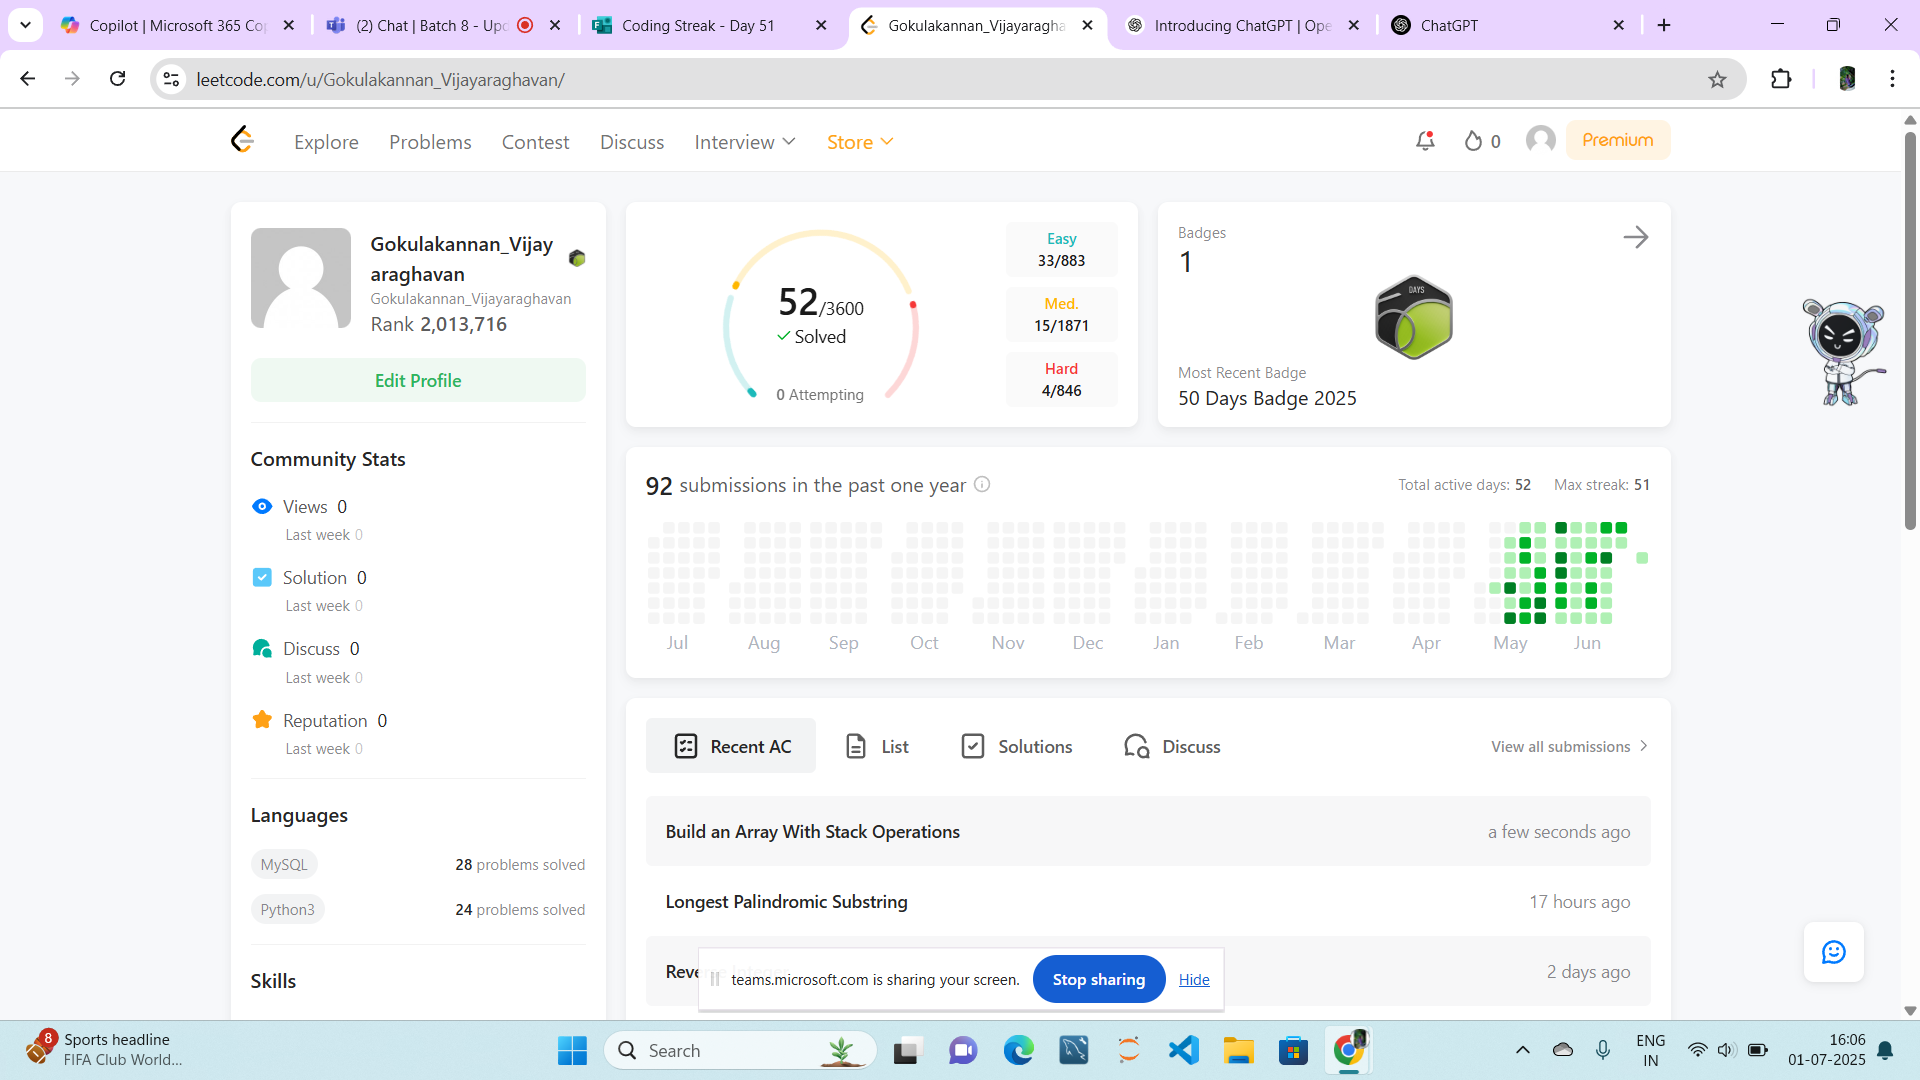 Copilot | Microsoft 365 Co
(2) Chat | Batch 8 - Upd
Coding Streak - Day 51
Gokulakannan_Vijayaragha
Introducing ChatGPT | Ope
ChatGPT
leetcode.com/u/Gokulakannan_Vijayaraghavan/
Explore
Problems
Contest
Discuss
Interview
Store
0
Premium
Gokulakannan_Vijay
araghavan
Gokulakannan_Vijayaraghavan
Rank 2,013,716
Edit Profile
Community Stats
Views 0
Last week 0
Solution 0
Last week 0
Discuss 0
Last week 0
Reputation 0
Last week 0
Languages
MySQL
28 problems solved
Python3
24 problems solved
Skills
52/3600
Solved
0 Attempting
Easy
33/883
Med.
15/1871
Hard
4/846
Badges
1
DAYS
Most Recent Badge
50 Days Badge 2025
92 submissions in the past one year
Total active days: 52
Max streak: 51
Jul
Aug
Sep
Oct
Nov
Dec
Jan
Feb
Mar
Apr
May
Jun
Recent AC
List
Solutions
Discuss
View all submissions
Build an Array With Stack Operations
a few seconds ago
Longest Palindromic Substring
17 hours ago
Reve
2 days ago
teams.microsoft.com is sharing your screen.
Stop sharing
Hide
8
Sports headline
FIFA Club World...
Search
ENG
IN
16:06
01-07-2025